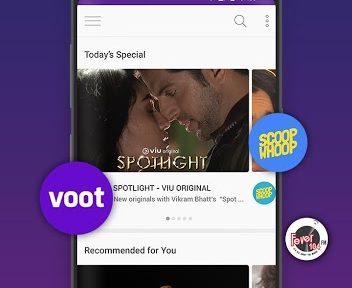 Today's Special
viu original
SPOTLIGHT
SCOOP
WHOOP
voot
SPOTLIGHT - VIU ORIGINAL
New originals with Vikram Bhatt's "Spot ...
SCOOP
WHOOP
Fever
104
FM
Recommended for You